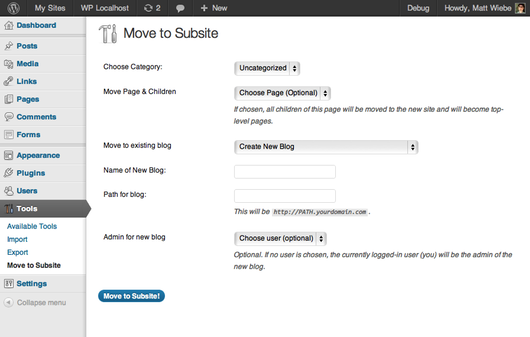 My Sites WP Localhost 2 + New Debug Howdy, Matt Wiebe
Dashboard
Posts
Media
Links
Pages
Comments
Forms
Appearance
Plugins
Users
Tools
Available Tools
Import
Export
Move to Subsite
Settings
Collapse menu
Move to Subsite
Choose Category: Uncategorized
Move Page & Children Choose Page (Optional)
If chosen, all children of this page will be moved to the new site and will become top-
level pages.
Move to existing blog Create New Blog
Name of New Blog:
Path for blog:
This will be http://PATH.yourdomain.com .
Admin for new blog Choose user (optional)
Optional. If no user is chosen, the currently logged-in user (you) will be the admin of
the new blog.
Move to Subsite!